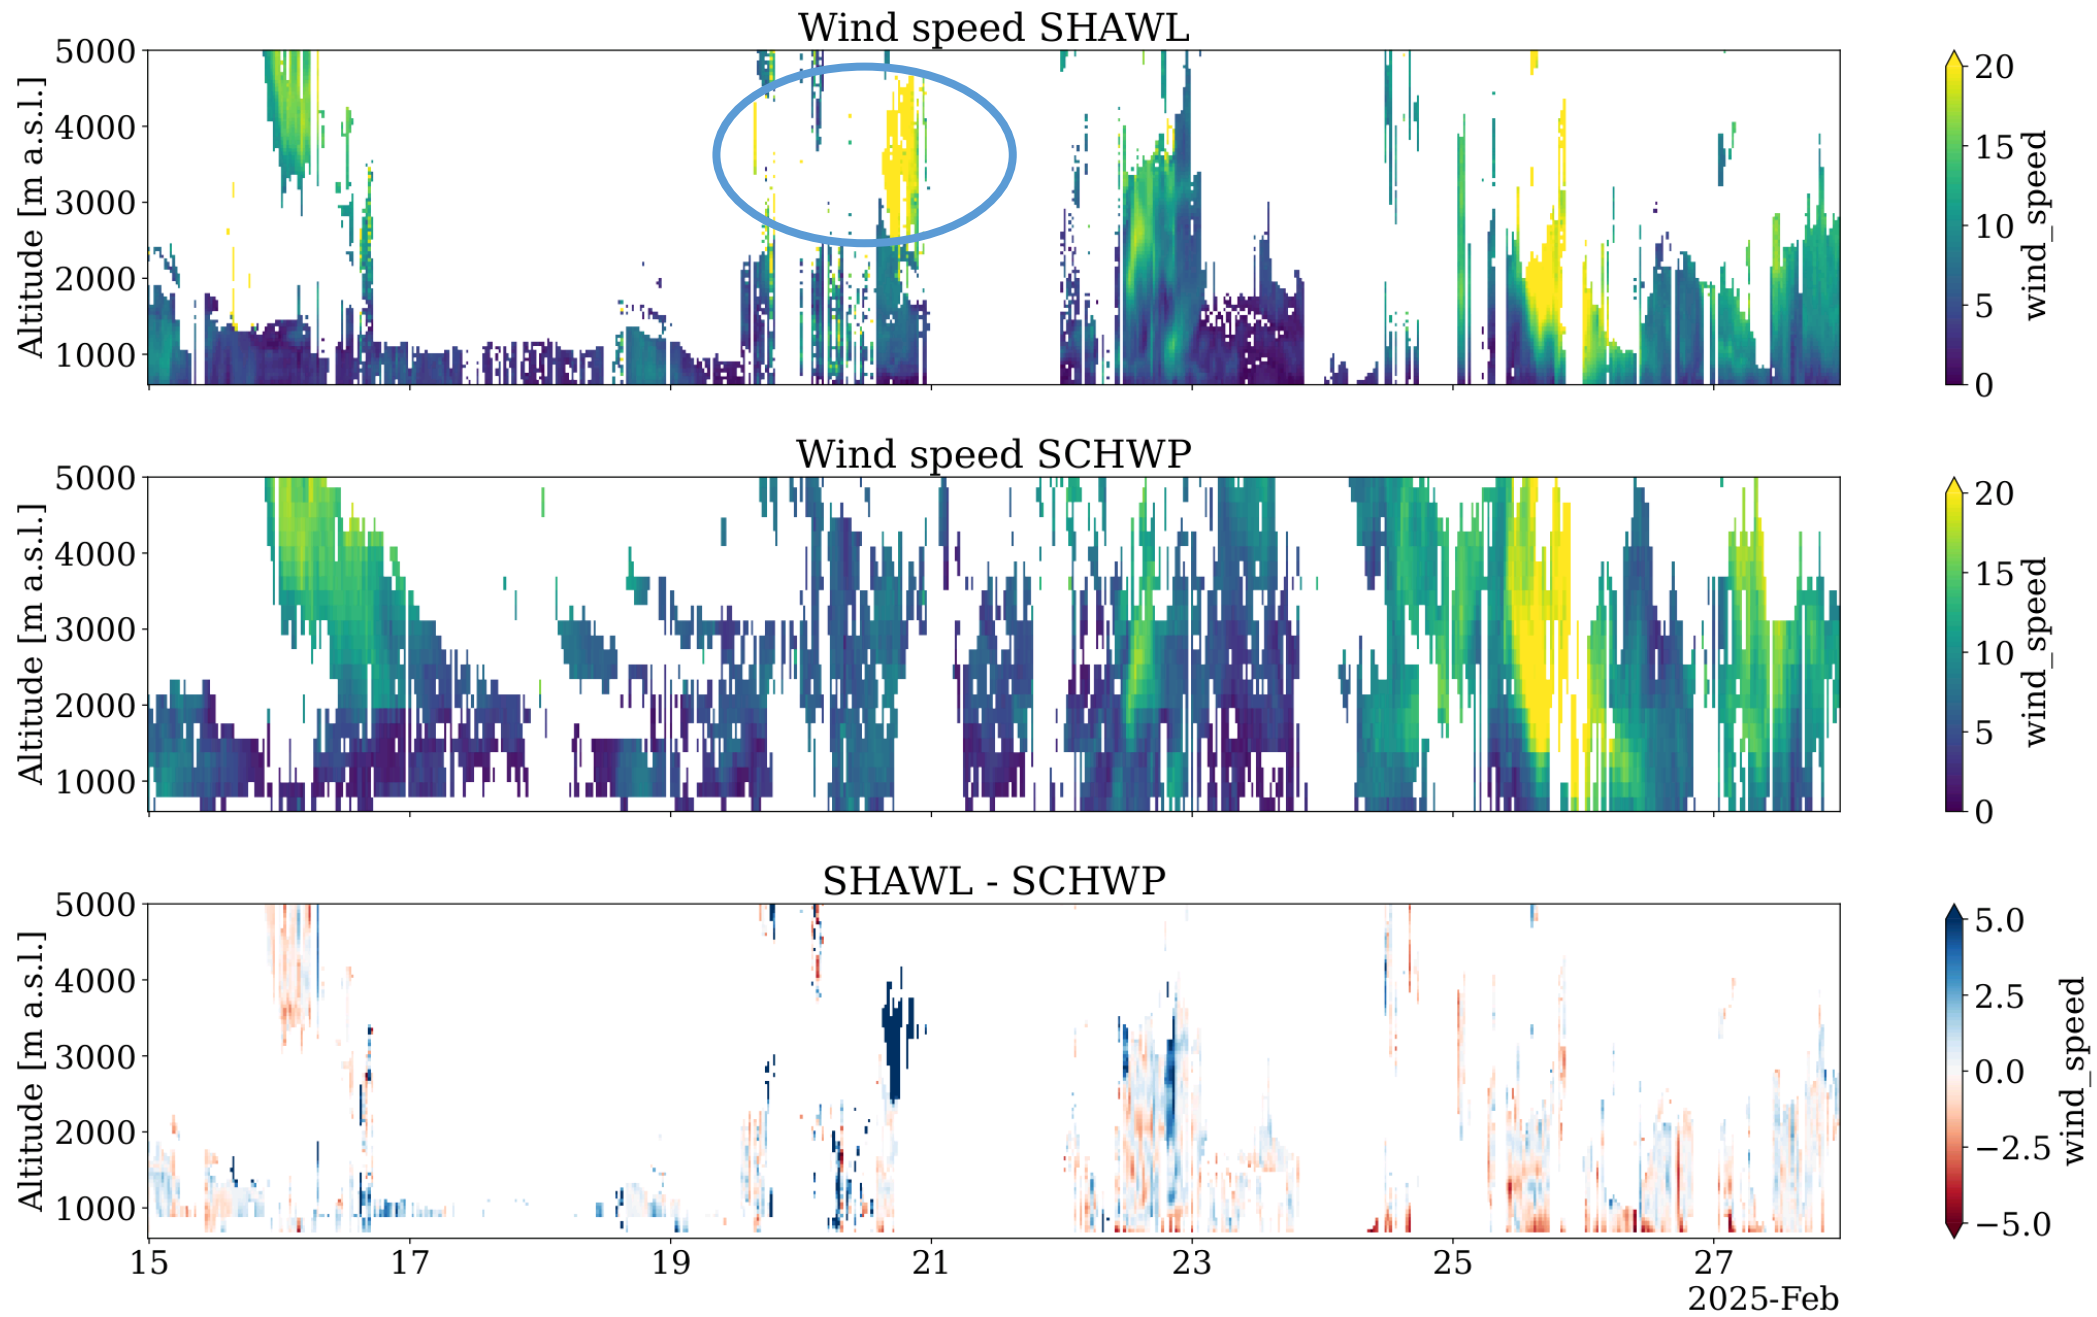 Wind speed SHAWL
Altitude [m a.s.l.]
5000
4000
3000
2000
1000
20
15
10
5
0
wind_speed
Wind speed SCHWP
Altitude [m a.s.l.]
5000
4000
3000
2000
1000
20
15
10
5
0
wind_speed
SHAWL - SCHWP
Altitude [m a.s.l.]
5000
4000
3000
2000
1000
5.0
2.5
0.0
−2.5
−5.0
wind_speed
15 17 19 21 23 25 27
2025-Feb